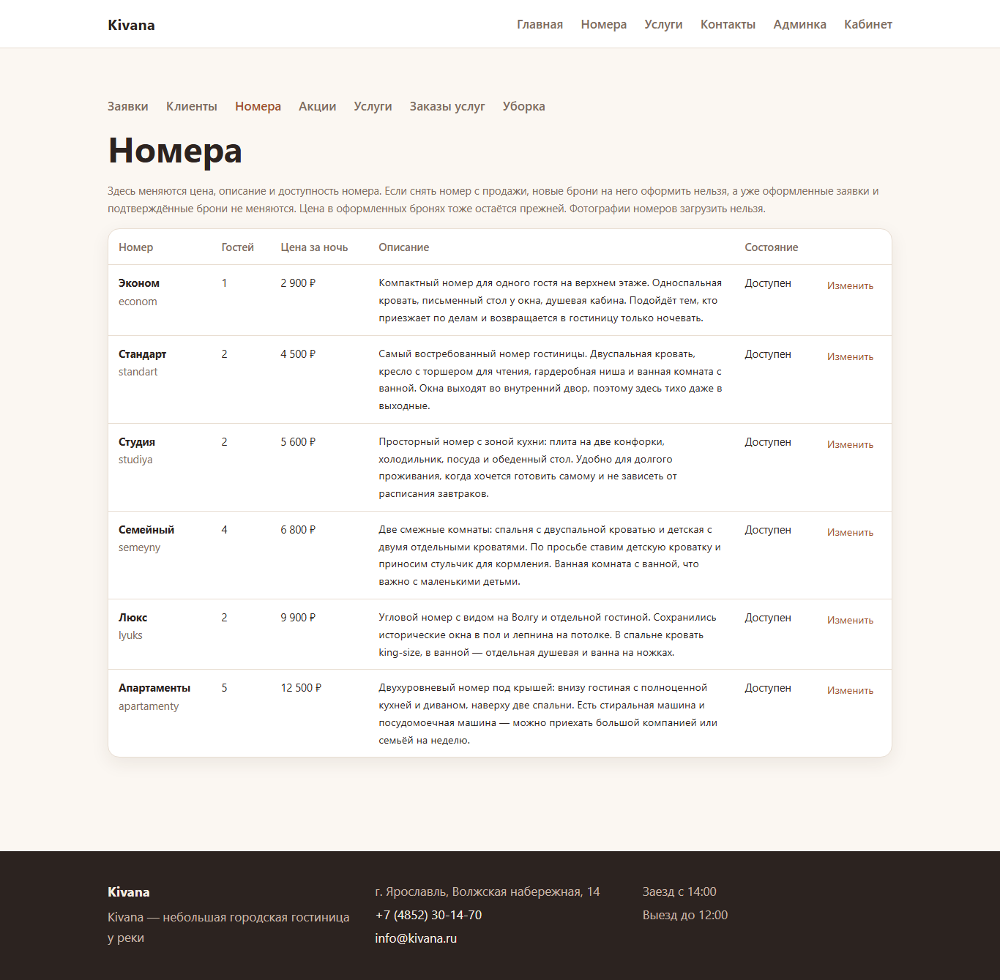 Kivana
Главная Номера Услуги Контакты Админка Кабинет
Заявки Клиенты Номера Акции Услуги Заказы услуг Уборка
Номера
Здесь меняются цена, описание и доступность номера. Если снять номер с продажи, новые брони на него оформить нельзя, а уже оформленные заявки и
подтверждённые брони не меняются. Цена в оформленных бронях тоже остаётся прежней. Фотографии номеров загрузить нельзя.
Номер Гостей Цена за ночь Описание Состояние
Эконом 1 2 900 ₽ Компактный номер для одного гостя на верхнем этаже. Односпальная Доступен Изменить
econom кровать, письменный стол у окна, душевая кабина. Подойдёт тем, кто
приезжает по делам и возвращается в гостиницу только ночевать.
Стандарт 2 4 500 ₽ Самый востребованный номер гостиницы. Двуспальная кровать, Доступен Изменить
standart кресло с торшером для чтения, гардеробная ниша и ванная комната с
ванной. Окна выходят во внутренний двор, поэтому здесь тихо даже в
выходные.
Студия 2 5 600 ₽ Просторный номер с зоной кухни: плита на две конфорки, Доступен Изменить
studiya холодильник, посуда и обеденный стол. Удобно для долгого
проживания, когда хочется готовить самому и не зависеть от
расписания завтраков.
Семейный 4 6 800 ₽ Две смежные комнаты: спальня с двуспальной кроватью и детская с Доступен Изменить
semeyny двумя отдельными кроватями. По просьбе ставим детскую кроватку и
приносим стульчик для кормления. Ванная комната с ванной, что
важно с маленькими детьми.
Люкс 2 9 900 ₽ Угловой номер с видом на Волгу и отдельной гостиной. Сохранились Доступен Изменить
lyuks исторические окна в пол и лепнина на потолке. В спальне кровать
king-size, в ванной — отдельная душевая и ванна на ножках.
Апартаменты 5 12 500 ₽ Двухуровневый номер под крышей: внизу гостиная с полноценной Доступен Изменить
apartamenty кухней и диваном, наверху две спальни. Есть стиральная машина и
посудомоечная машина — можно приехать большой компанией или
семьёй на неделю.
Kivana г. Ярославль, Волжская набережная, 14 Заезд с 14:00
Kivana — небольшая городская гостиница +7 (4852) 30-14-70 Выезд до 12:00
у реки info@kivana.ru